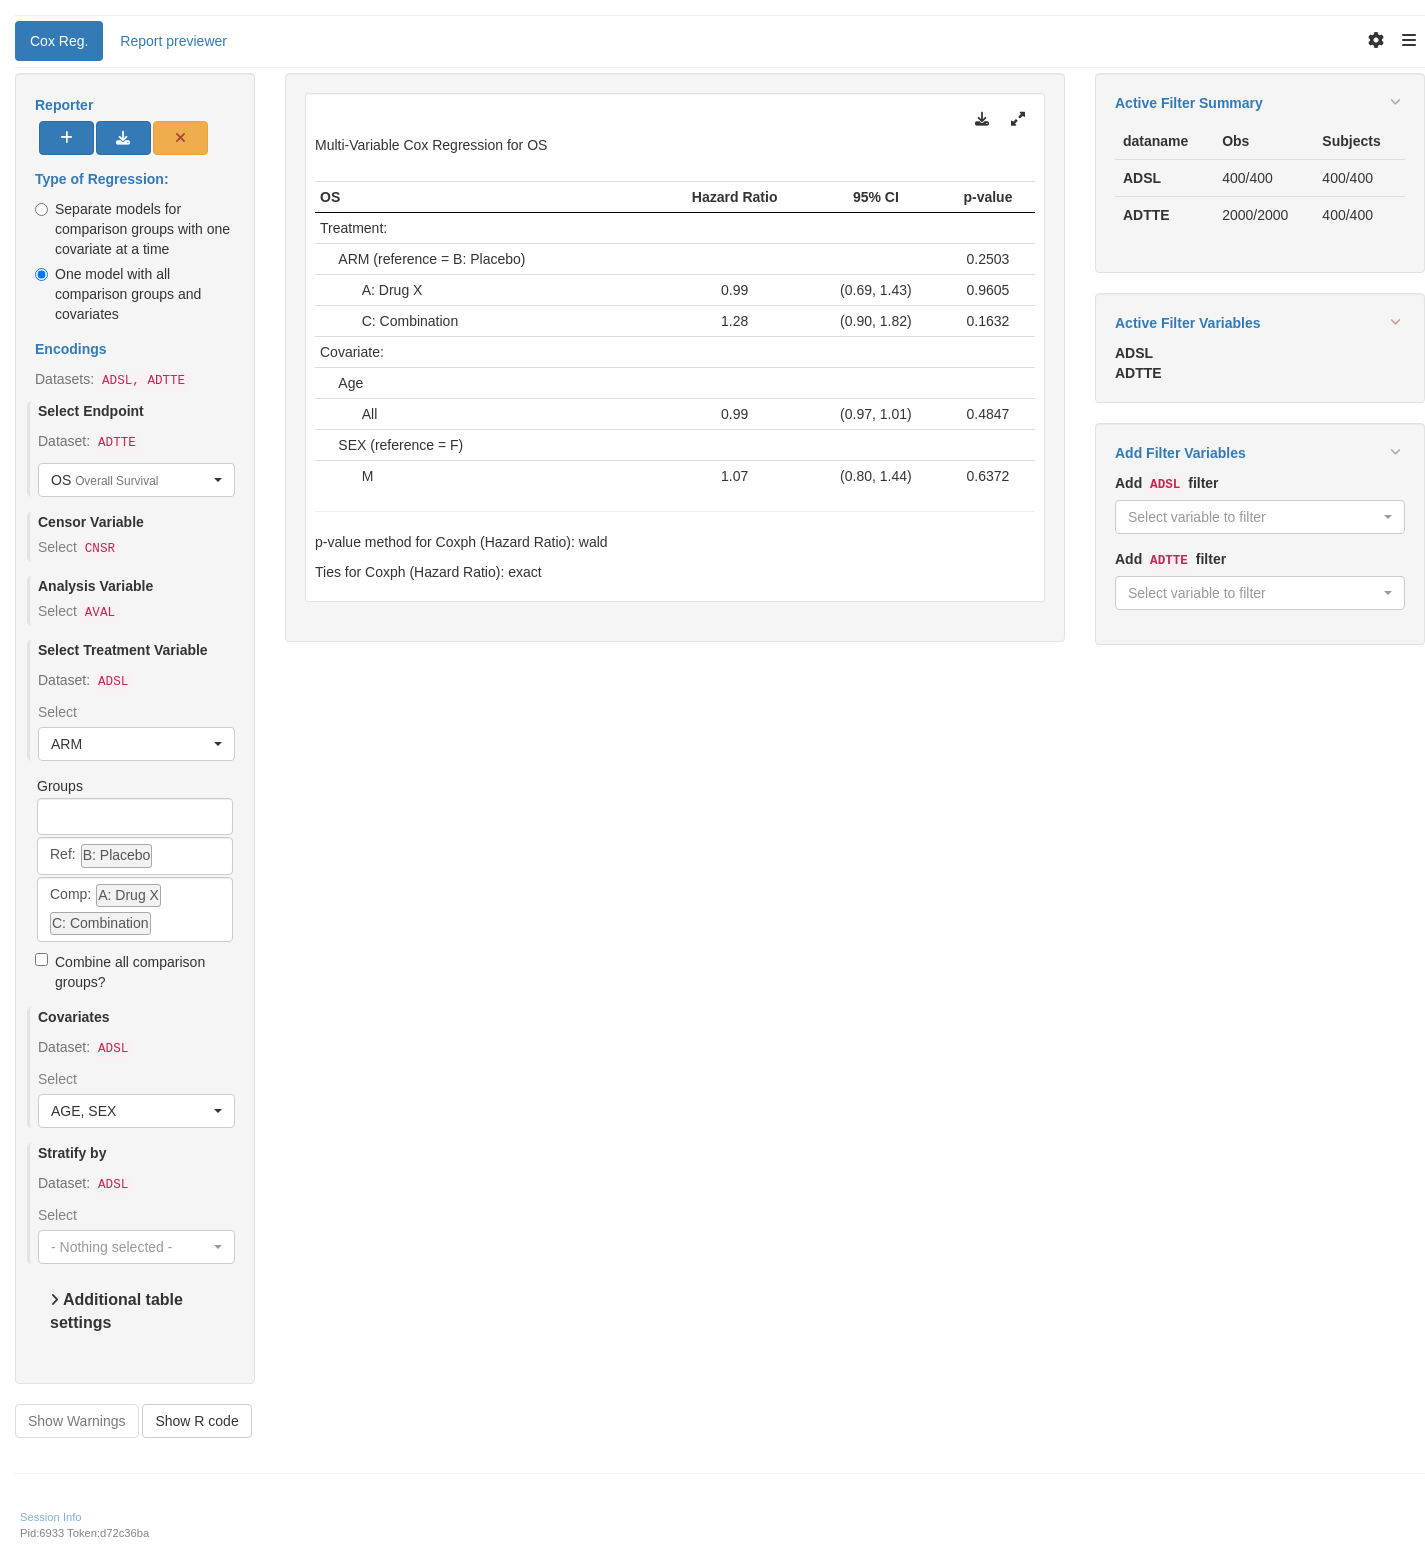 Cox Reg.
Report previewer
Reporter
Type of Regression:
Separate models for
comparison groups with one
covariate at a time
One model with all
comparison groups and
covariates
Encodings
Datasets: ADSL, ADTTE
Select Endpoint
Dataset: ADTTE
OS Overall Survival
Censor Variable
Select CNSR
Analysis Variable
Select AVAL
Select Treatment Variable
Dataset: ADSL
Select
ARM
Groups
Ref: B: Placebo
Comp: A: Drug X
C: Combination
Combine all comparison
groups?
Covariates
Dataset: ADSL
Select
AGE, SEX
Stratify by
Dataset: ADSL
Select
- Nothing selected -
Additional table
settings
Show Warnings
Show R code
Multi-Variable Cox Regression for OS
OS Hazard Ratio 95% CI p-value
Treatment:
ARM (reference = B: Placebo) 0.2503
A: Drug X 0.99 (0.69, 1.43) 0.9605
C: Combination 1.28 (0.90, 1.82) 0.1632
Covariate:
Age
All 0.99 (0.97, 1.01) 0.4847
SEX (reference = F)
M 1.07 (0.80, 1.44) 0.6372
p-value method for Coxph (Hazard Ratio): wald
Ties for Coxph (Hazard Ratio): exact
Active Filter Summary
dataname Obs Subjects
ADSL 400/400 400/400
ADTTE 2000/2000 400/400
Active Filter Variables
ADSL
ADTTE
Add Filter Variables
Add ADSL filter
Select variable to filter
Add ADTTE filter
Select variable to filter
Session Info
Pid:6933 Token:d72c36ba